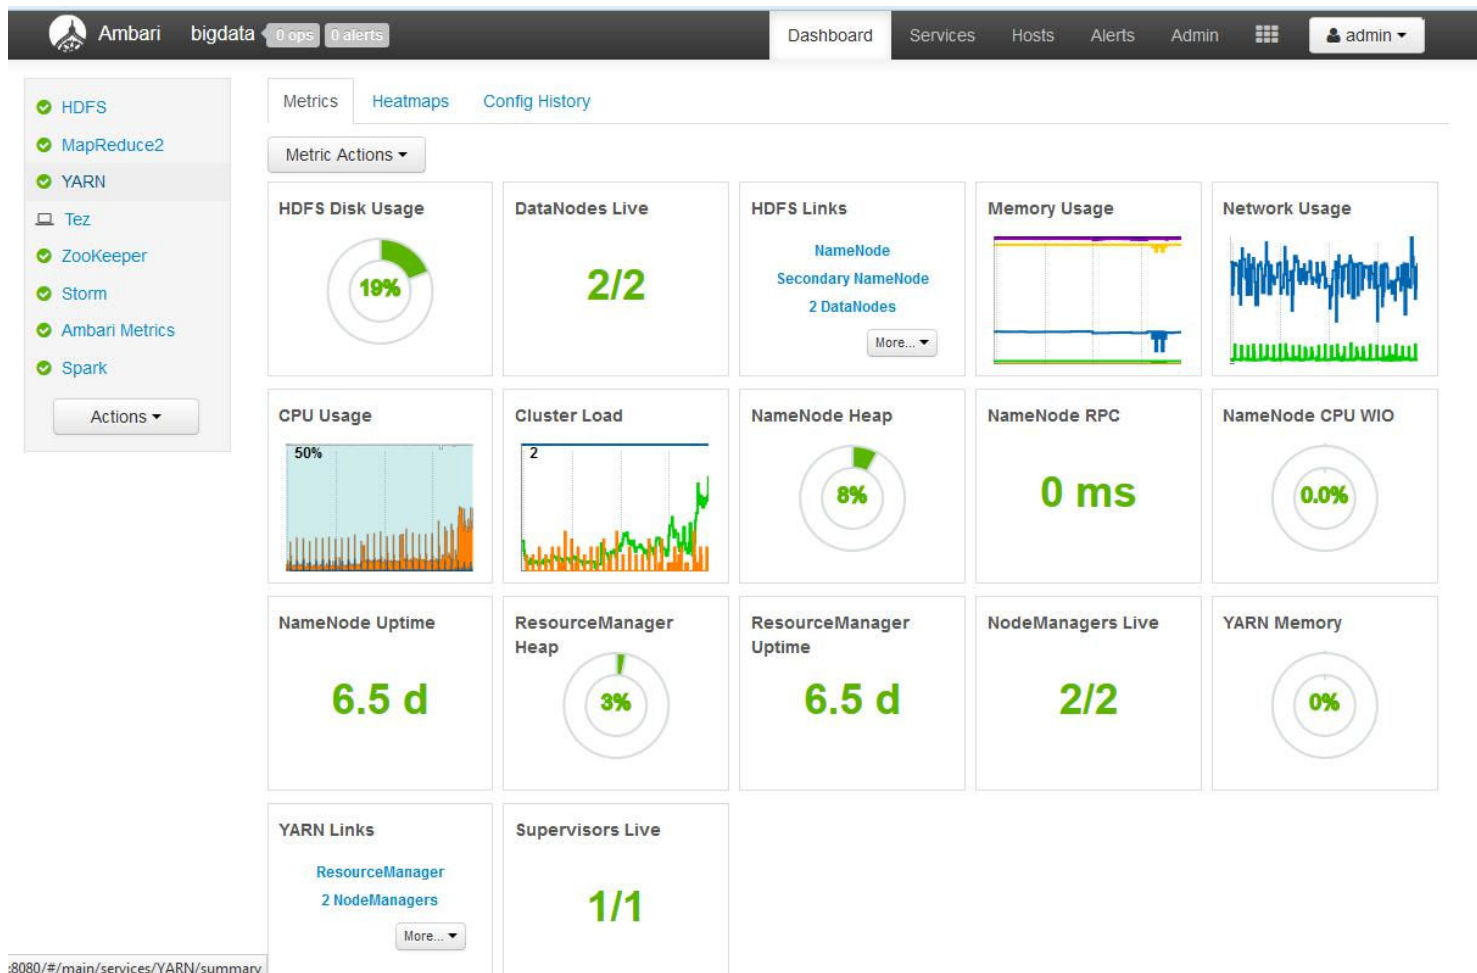 Ambari bigdata 0 ops 0 alerts Dashboard Services Hosts Alerts Admin admin
HDFS
MapReduce2
YARN
Tez
ZooKeeper
Storm
Ambari Metrics
Spark
Actions
Metrics Heatmaps Config History
Metric Actions
HDFS Disk Usage
19%
DataNodes Live
2/2
HDFS Links
NameNode
Secondary NameNode
2 DataNodes
More...
Memory Usage
Network Usage
CPU Usage
50%
Cluster Load
2
NameNode Heap
8%
NameNode RPC
0 ms
NameNode CPU WIO
0.0%
NameNode Uptime
6.5 d
ResourceManager
Heap
3%
ResourceManager
Uptime
6.5 d
NodeManagers Live
2/2
YARN Memory
0%
YARN Links
ResourceManager
2 NodeManagers
More...
Supervisors Live
1/1
:8080/#/main/services/YARN/summary